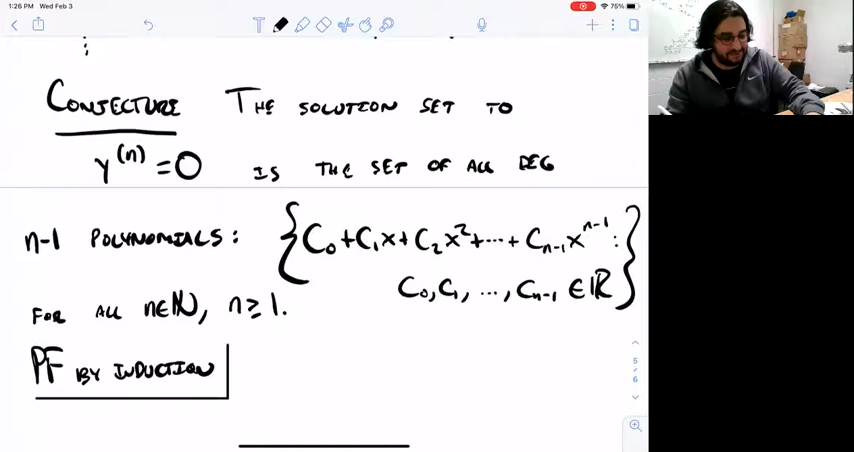 1:26 PM Wed Feb 3
75%
CONJECTURE THE SOLUTION SET TO
y^(n) = 0 IS THE SET OF ALL DEG
n-1 POLYNOMIALS: {C₀+C₁x+C₂x²+⋯+Cₙ₋₁xⁿ⁻¹ :
C₀, C₁, ..., Cₙ₋₁ ∈ ℝ}
FOR ALL n∈ℕ, n≥1.
PF BY INDUCTION
5
/
6